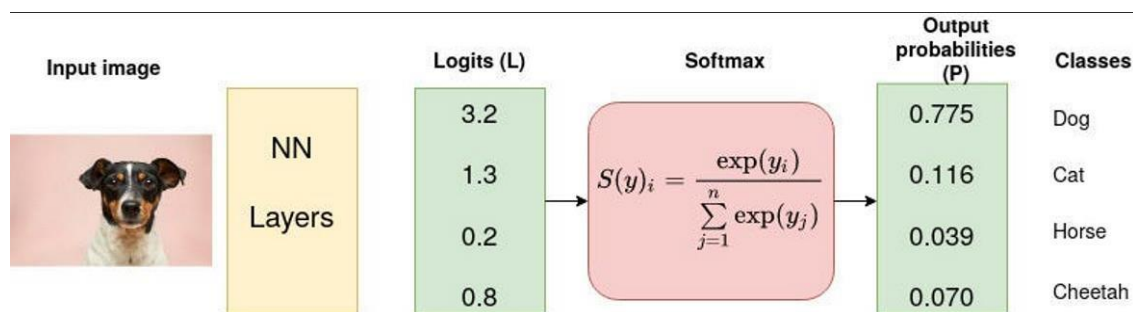 Input image
NN
Layers
Logits (L)
3.2
1.3
0.2
0.8
Softmax
S(y)_i = exp(y_i) / ∑_{j=1}^{n} exp(y_j)
Output
probabilities
(P)
0.775
0.116
0.039
0.070
Classes
Dog
Cat
Horse
Cheetah